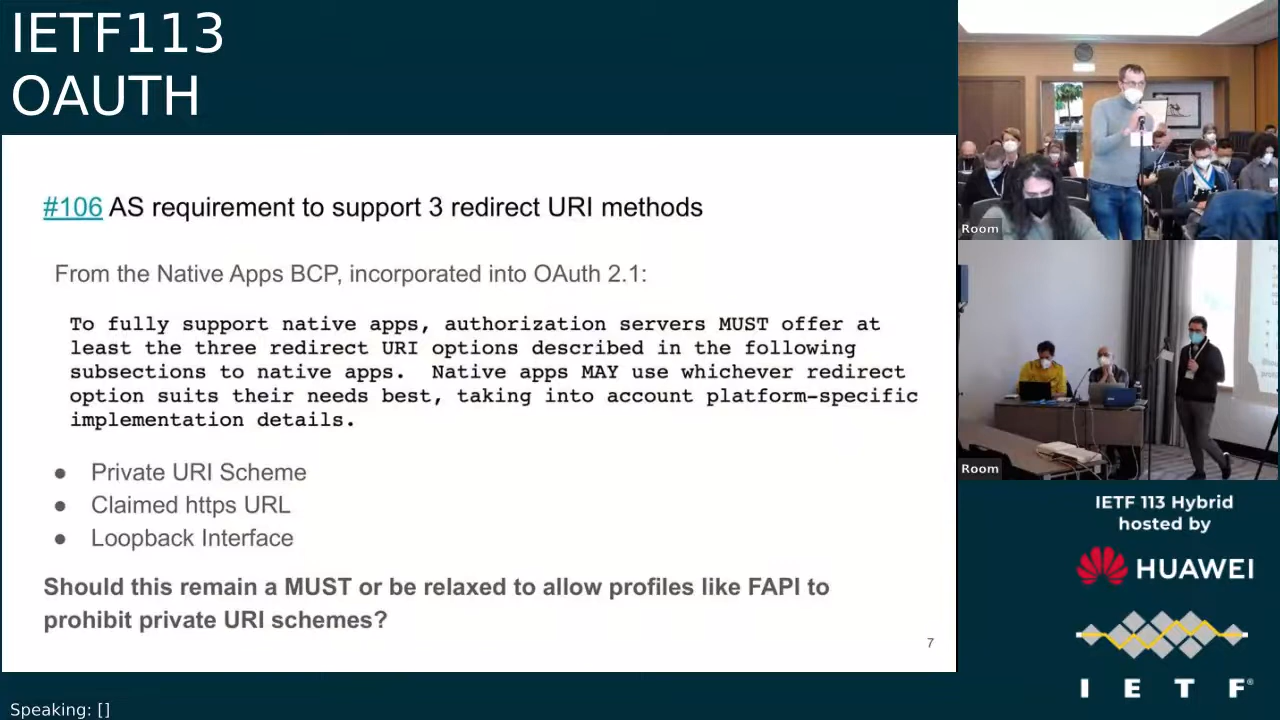 IETF113
OAUTH
#106 AS requirement to support 3 redirect URI methods
From the Native Apps BCP, incorporated into OAuth 2.1:
To fully support native apps, authorization servers MUST offer at
least the three redirect URI options described in the following
subsections to native apps.  Native apps MAY use whichever redirect
option suits their needs best, taking into account platform-specific
implementation details.
● Private URI Scheme
● Claimed https URL
● Loopback Interface
Should this remain a MUST or be relaxed to allow profiles like FAPI to
prohibit private URI schemes?
7
Room
Room
IETF 113 Hybrid
hosted by
HUAWEI
I E T F®
Speaking: []